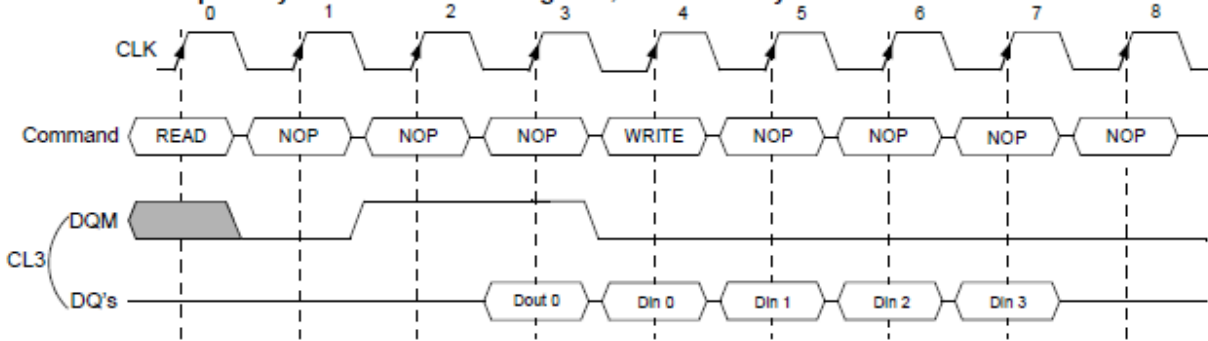 0 1 2 3 4 5 6 7 8
CLK
Command READ NOP NOP NOP WRITE NOP NOP NOP NOP
DQM
CL3
DQ's Dout 0 Din 0 Din 1 Din 2 Din 3